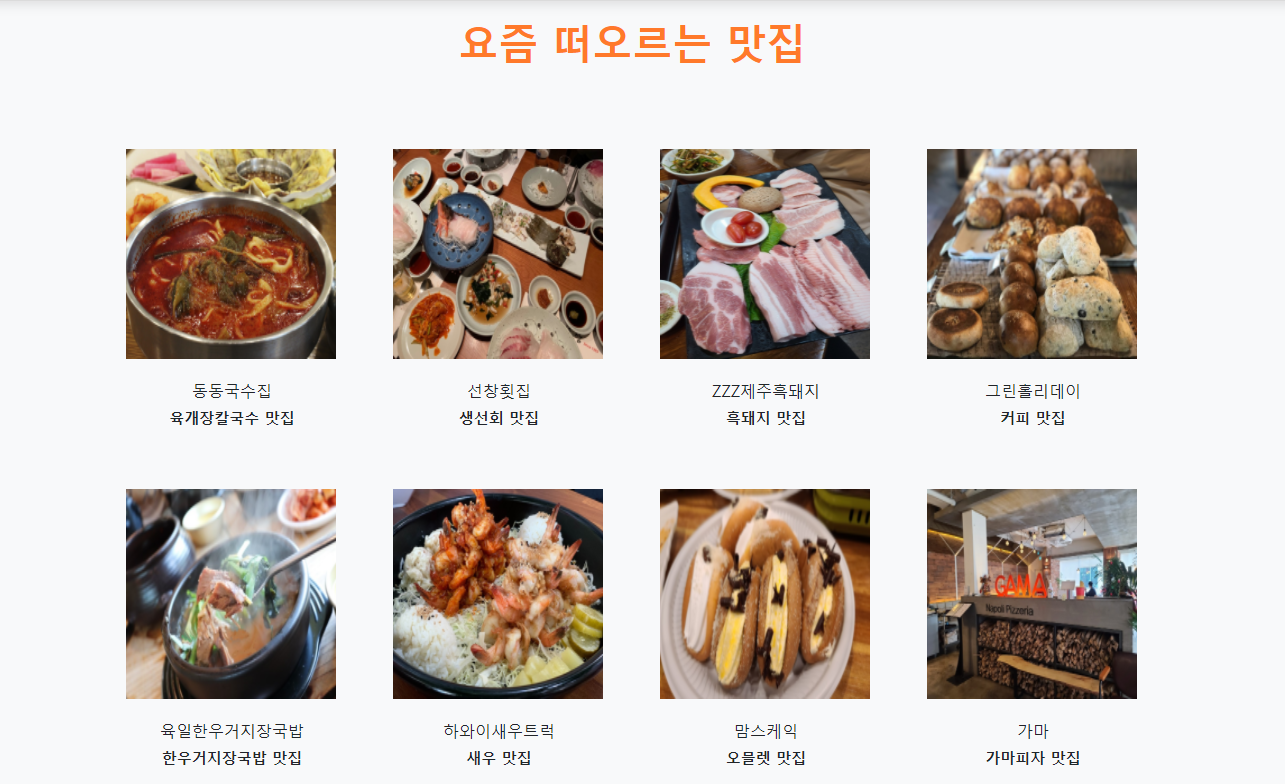 요즘 떠오르는 맛집
동동국수집
육개장칼국수 맛집
선창횟집
생선회 맛집
ZZZ제주흑돼지
흑돼지 맛집
그린홀리데이
커피 맛집
GAMA
Napoli Pizzeria
육일한우거지장국밥
한우거지장국밥 맛집
하와이새우트럭
새우 맛집
맘스케익
오믈렛 맛집
가마
가마피자 맛집